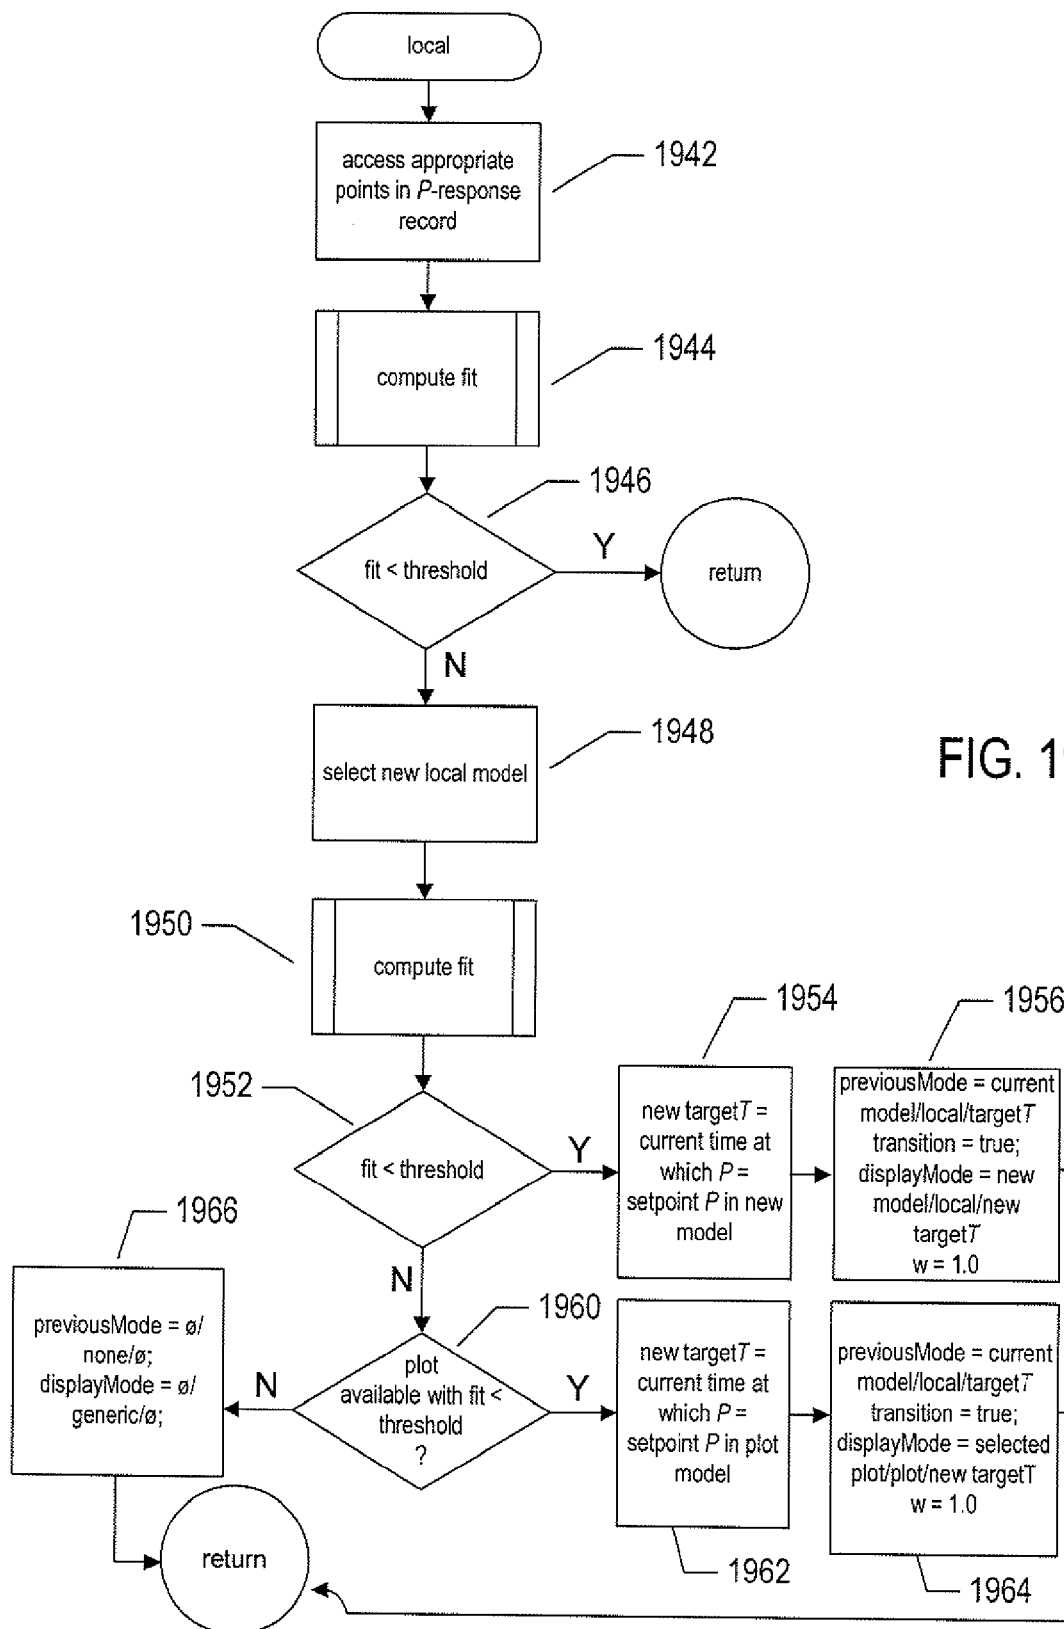 local
access appropriate
points in P-response
record
1942
compute fit
1944
fit < threshold
1946
Y
return
N
select new local model
1948
FIG. 1
compute fit
1950
fit < threshold
1952
Y
new targetT =
current time at
which P =
setpoint P in new
model
1954
previousMode = current
model/local/targetT
transition = true;
displayMode = new
model/local/new
targetT
w = 1.0
1956
N
plot
available with fit <
threshold
?
1960
Y
new targetT =
current time at
which P =
setpoint P in plot
model
1962
previousMode = current
model/local/targetT
transition = true;
displayMode = selected
plot/plot/new targetT
w = 1.0
1964
N
previousMode = ø/
none/ø;
displayMode = ø/
generic/ø;
1966
return